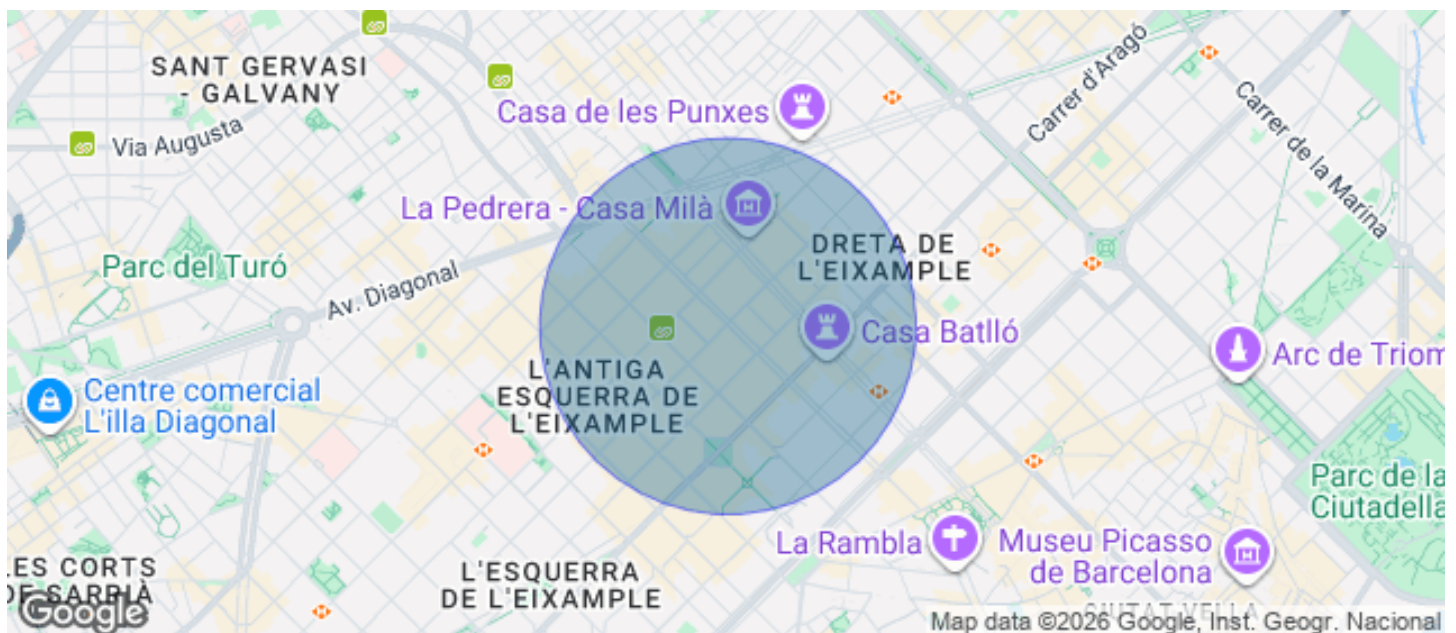 SANT GERVASI
- GALVANY
Via Augusta
Casa de les Punxes
Carrer d'Aragó
Carrer de la Marina
La Pedrera - Casa Milà
DRETA DE
L'EIXAMPLE
Parc del Turó
Av. Diagonal
Casa Batlló
Arc de Triom
L'ANTIGA
ESQUERRA DE
L'EIXAMPLE
Centre comercial
L'illa Diagonal
Parc de la
Ciutadella
La Rambla
Museu Picasso
de Barcelona
LES CORTS
DE SARRIÀ
L'ESQUERRA
DE L'EIXAMPLE
CIUTAT VELLA
Google
Map data ©2026 Google, Inst. Geogr. Nacional